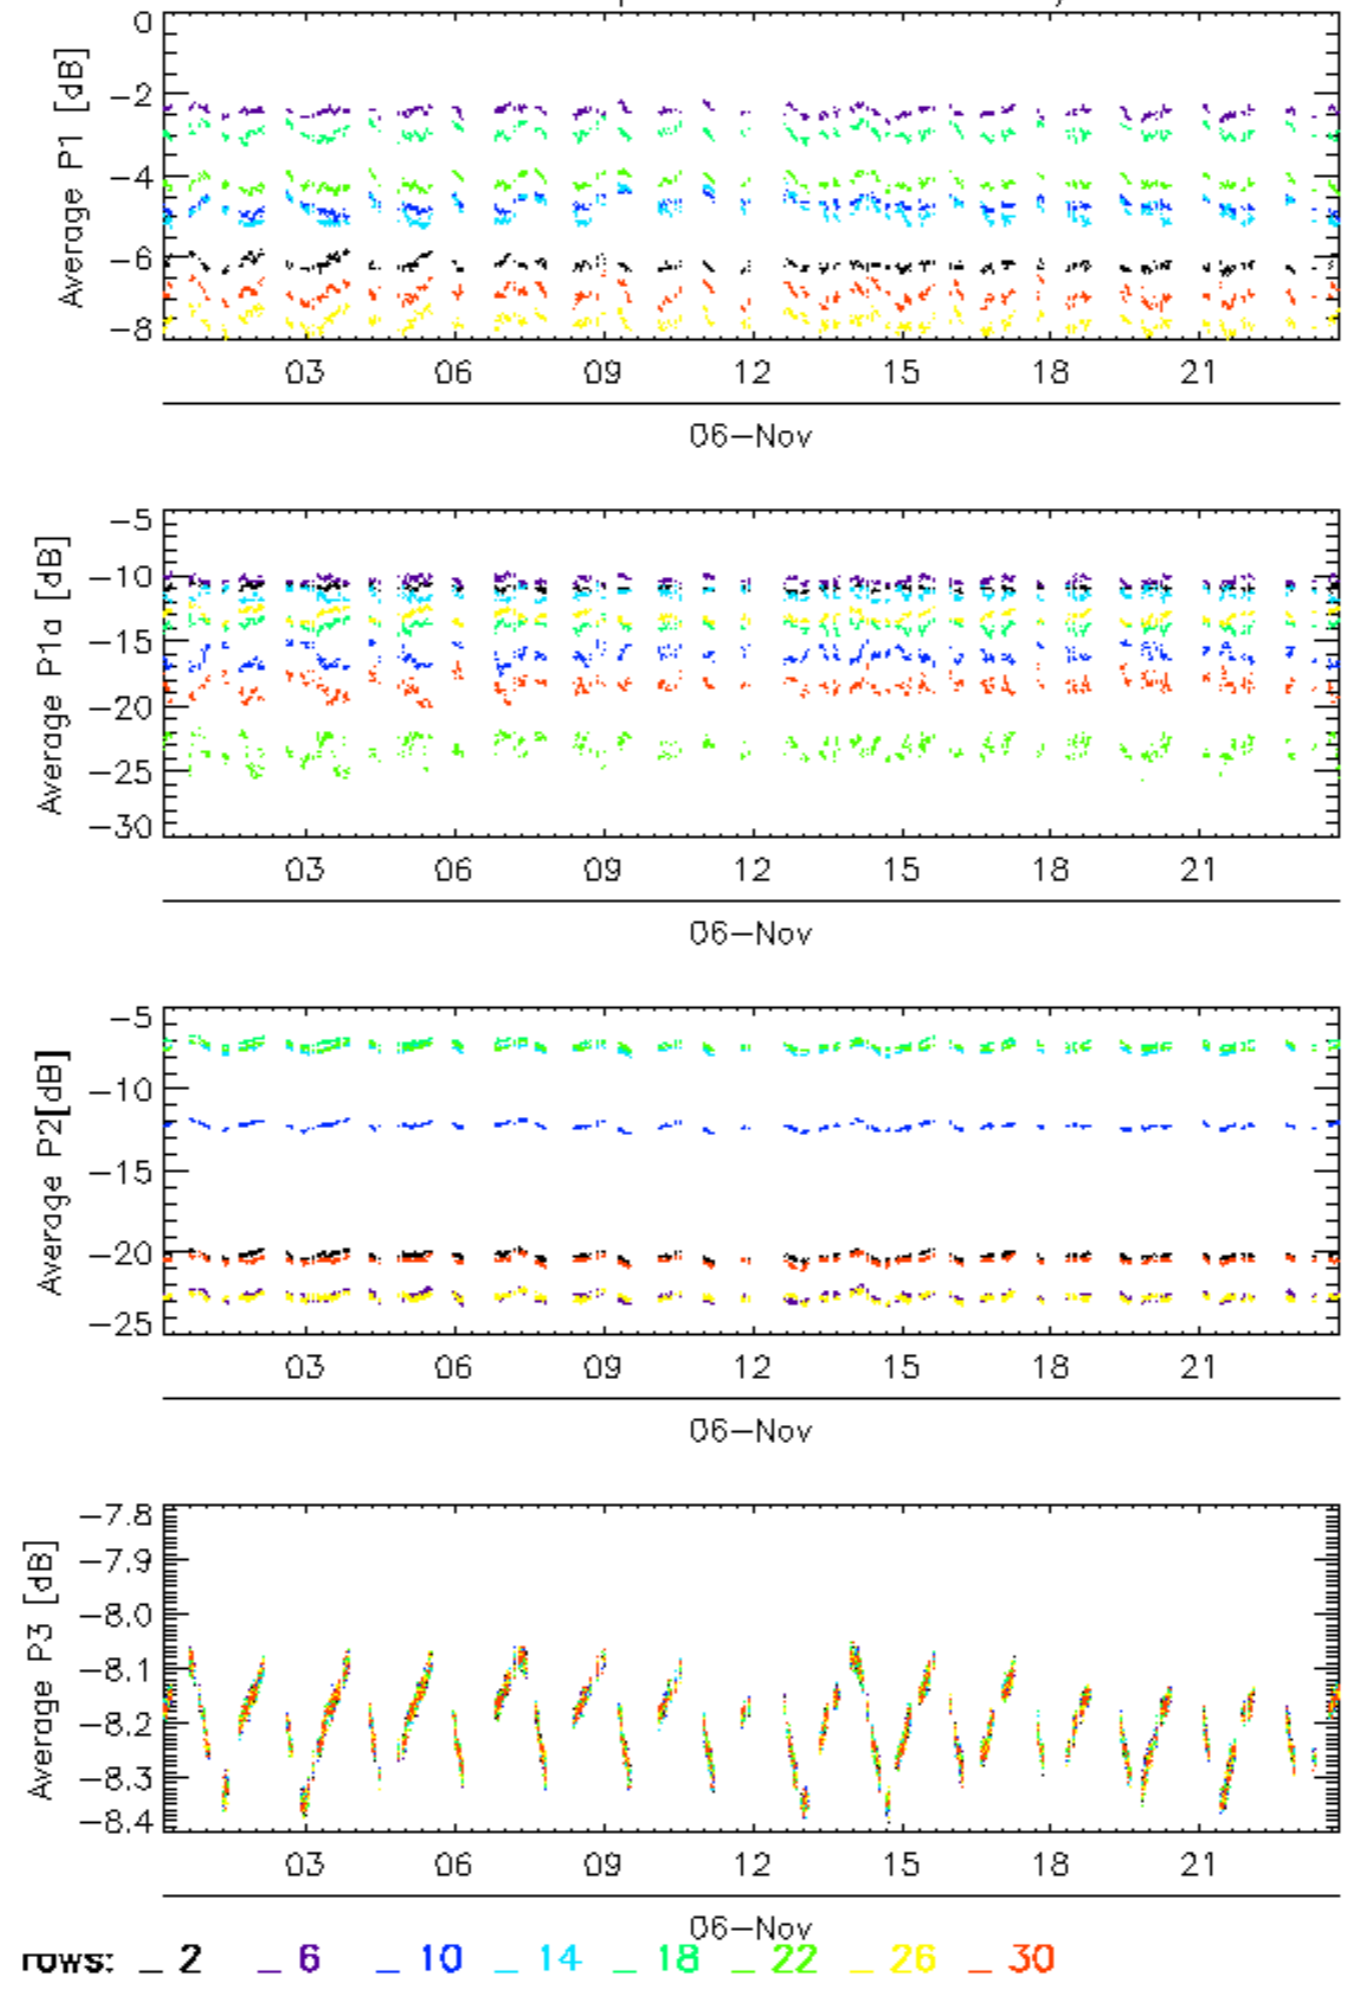 0
−2
−4
−6
−8
Average P1 [dB]
03 06 09 12 15 18 21
06−Nov
−5
−10
−15
−20
−25
−30
Average P1a [dB]
03 06 09 12 15 18 21
06−Nov
−5
−10
−15
−20
−25
Average P2[dB]
03 06 09 12 15 18 21
06−Nov
−7.8
−7.9
−8.0
−8.1
−8.2
−8.3
−8.4
Average P3 [dB]
03 06 09 12 15 18 21
06−Nov
rows: _ 2 _ 6 _ 10 _ 14 _ 18 _ 22 _ 26 _ 30